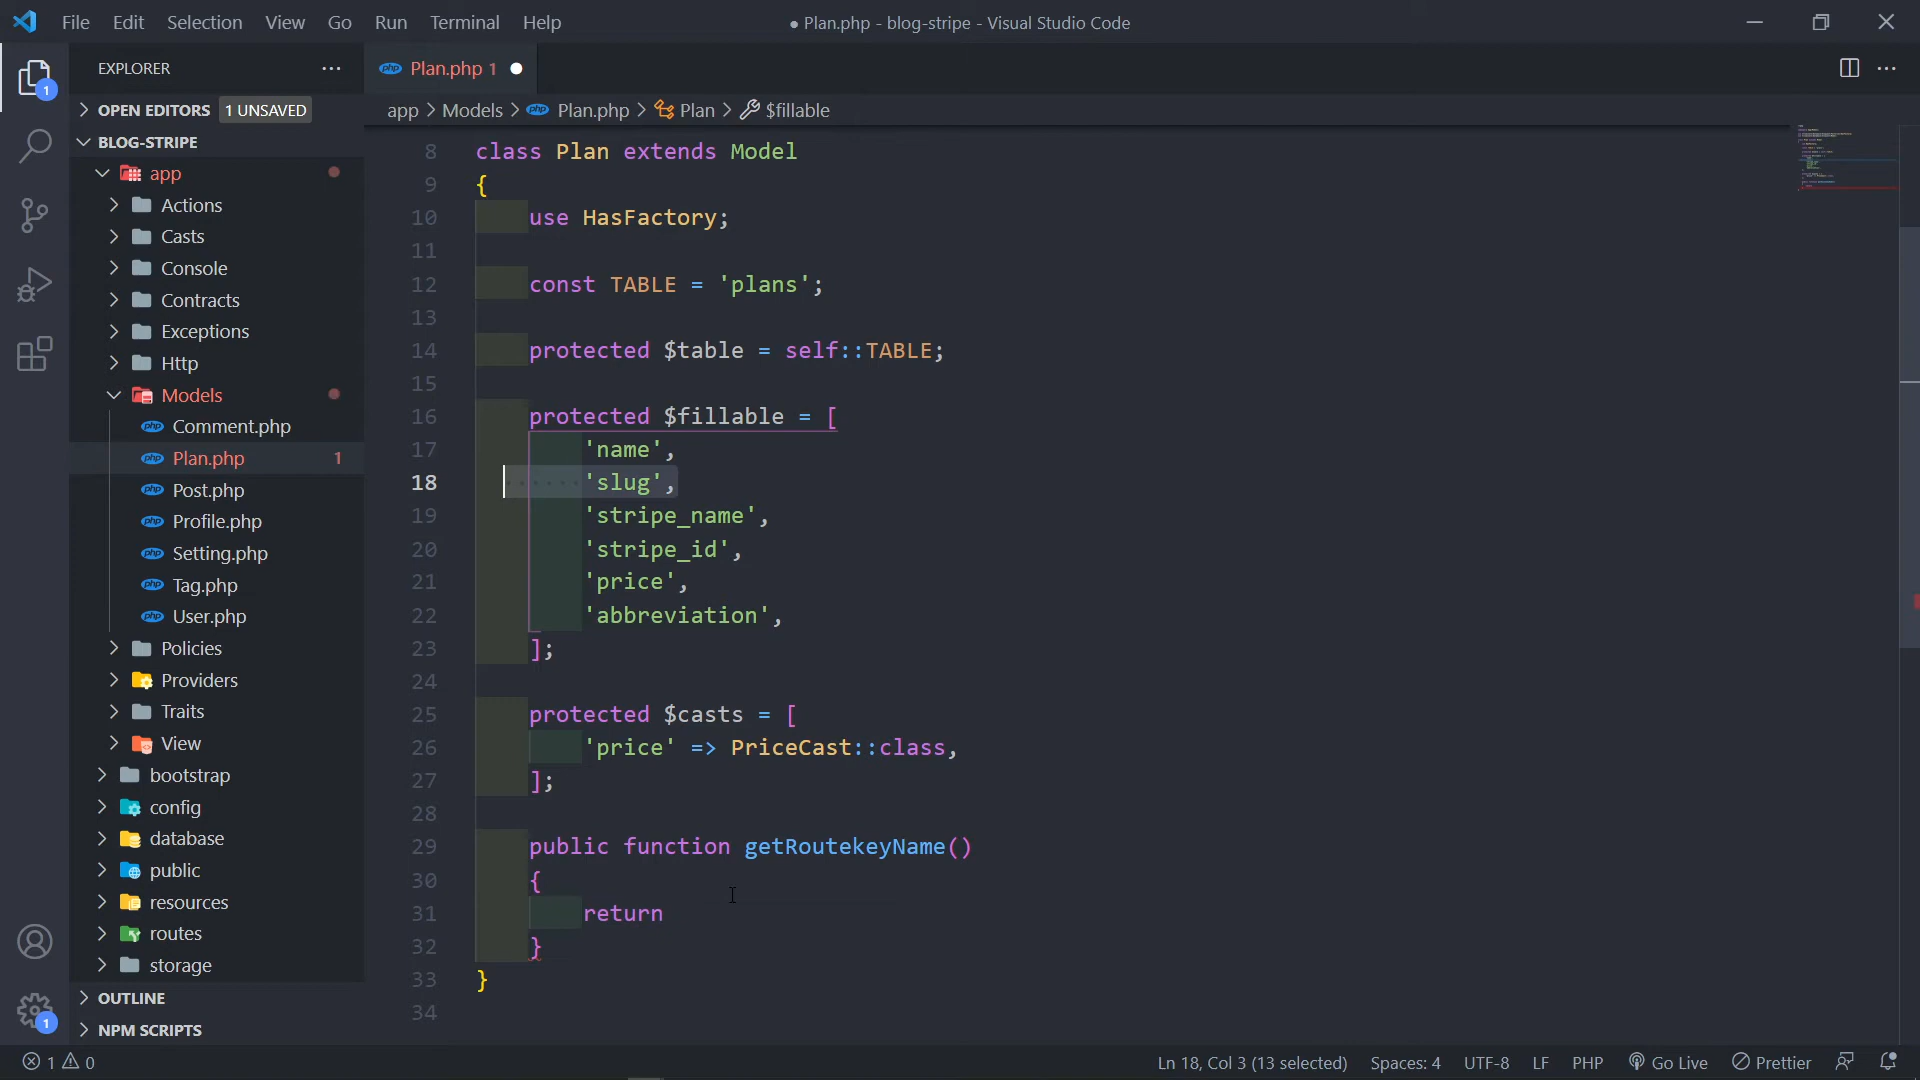 File Edit Selection View Go Run Terminal Help
● Plan.php - blog-stripe - Visual Studio Code
EXPLORER
OPEN EDITORS 1 UNSAVED
BLOG-STRIPE
app
Actions
Casts
Console
Contracts
Exceptions
Http
Models
Comment.php
Plan.php 1
Post.php
Profile.php
Setting.php
Tag.php
User.php
Policies
Providers
Traits
View
bootstrap
config
database
public
resources
routes
storage
OUTLINE
NPM SCRIPTS
1
1
php Plan.php 1 ●
app > Models > php Plan.php > Plan > $fillable
8 class Plan extends Model
9 {
10 use HasFactory;
11
12 const TABLE = 'plans';
13
14 protected $table = self::TABLE;
15
16 protected $fillable = [
17 'name',
18 'slug',
19 'stripe_name',
20 'stripe_id',
21 'price',
22 'abbreviation',
23 ];
24
25 protected $casts = [
26 'price' => PriceCast::class,
27 ];
28
29 public function getRoutekeyName()
30 {
31 return
32 }
33 }
34
1 0
Ln 18, Col 3 (13 selected) Spaces: 4 UTF-8 LF PHP Go Live Prettier